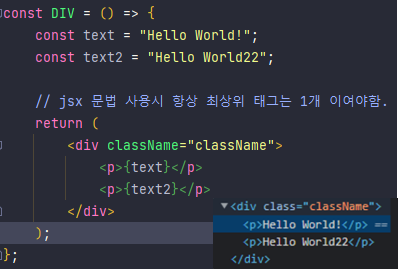 const DIV = () => {
const text = "Hello World!";
const text2 = "Hello World22";
// jsx 문법 사용시 항상 최상위 태그는 1개 이여야함.
return (
<div className="className">
<p>{text}</p>
<p>{text2}</p>
</div>
);
};
<div class="className">
<p>Hello World!</p> ==
<p>Hello World22</p>
</div>